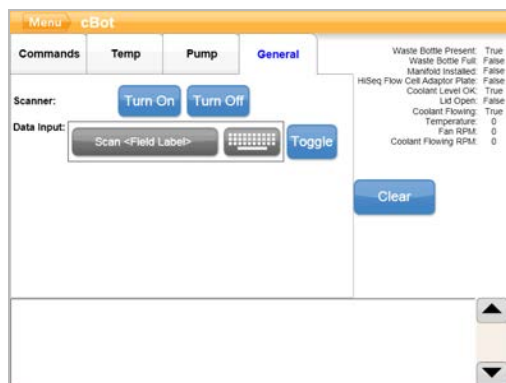 Menu cBot
Commands Temp Pump General
Scanner: Turn On Turn Off
Data Input: Scan <Field Label> Toggle
Waste Bottle Present: True
Waste Bottle Full: False
Manifold Installed: False
HiSeq Flow Cell Adaptor Plate: False
Coolant Level OK: True
Lid Open: False
Coolant Flowing: True
Temperature: 0
Fan RPM: 0
Coolant Flowing RPM: 0
Clear